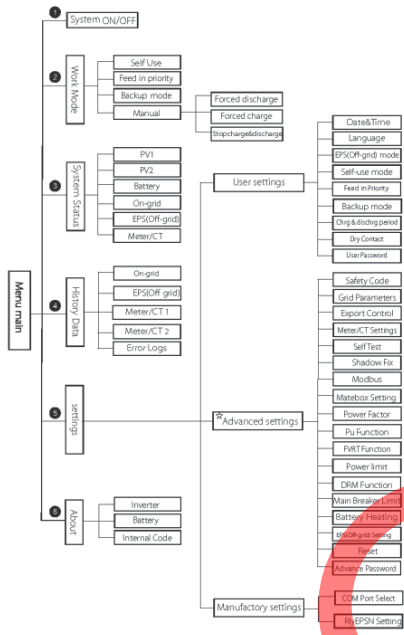 Menu main
1
System ON/OFF
2
Work Mode
Self Use
Feed in priority
Backup mode
Manual
Forced discharge
Forced charge
Stopcharge&discharge
3
System Status
PV1
PV2
Battery
On-grid
EPS(Off-grid)
Meter/CT
4
History Data
On-grid
EPS(Off grid)
Meter/CT 1
Meter/CT 2
Error Logs
5
settings
User settings
Date&Time
Language
EPS(Off-grid) mode
Self-use mode
Feed in Priority
Backup mode
Chrg & dischrg period
Dry Contact
User Password
☆Advanced settings
Safety Code
Grid Parameters
Export Control
Meter/CT Settings
Self Test
Shadow Fix
Modbus
Matebox Setting
Power Factor
Pu Function
FVRT Function
Power limit
DRM Function
Main Breaker Limit
Battery Heating
EPS(Off-grid) Setting
Reset
Advance Password
Manufactory settings
COM Port Select
RlyEPSN Setting
6
About
Inverter
Battery
Internal Code